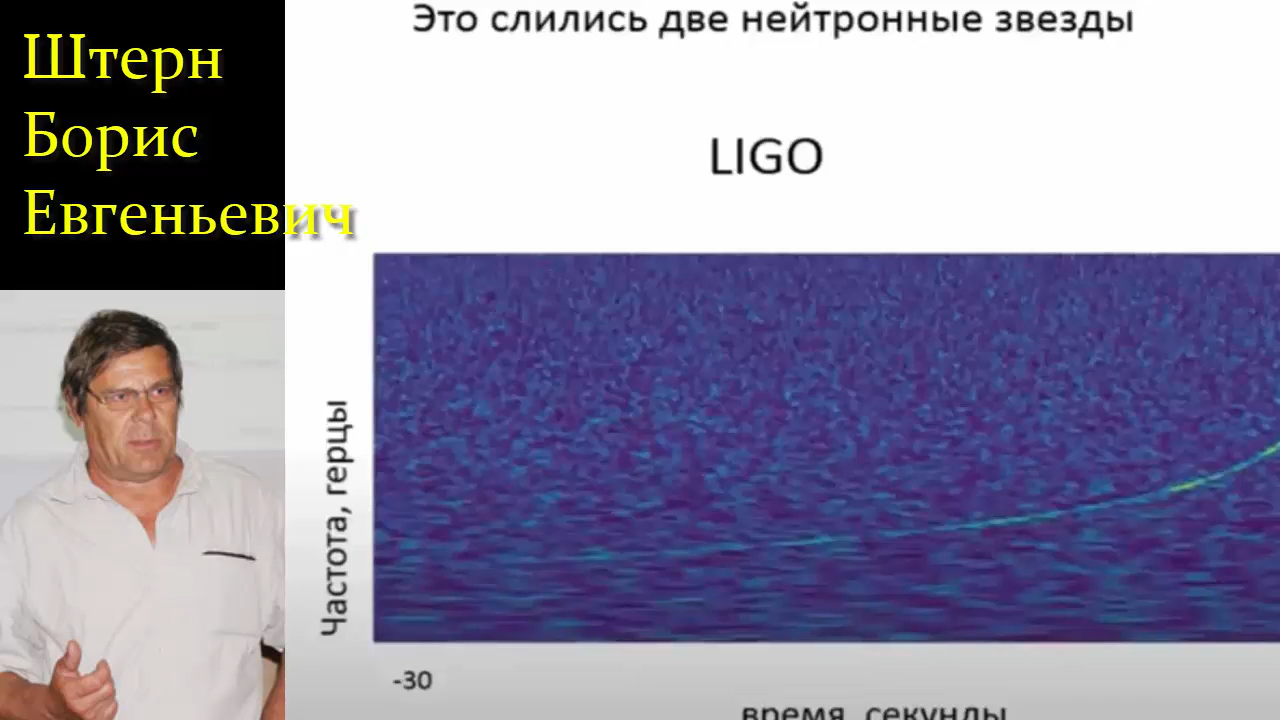 Штерн
Борис
Евгеньевич
Это слились две нейтронные звезды
LIGO
Частота, герцы
-30
время, секунды